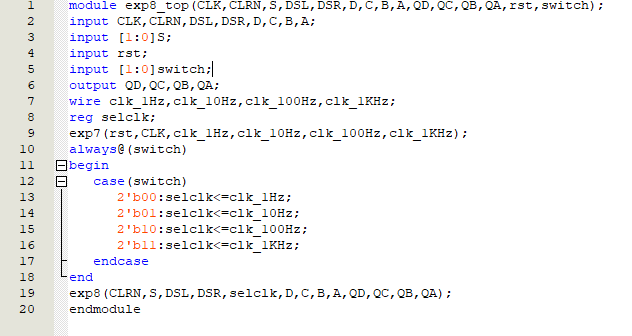 1 module exp8_top(CLK,CLRN,S,DSL,DSR,D,C,B,A,QD,QC,QB,QA,rst,switch);
2 input CLK,CLRN,DSL,DSR,D,C,B,A;
3 input [1:0]S;
4 input rst;
5 input [1:0]switch;
6 output QD,QC,QB,QA;
7 wire clk_1Hz,clk_10Hz,clk_100Hz,clk_1KHz;
8 reg selclk;
9 exp7(rst,CLK,clk_1Hz,clk_10Hz,clk_100Hz,clk_1KHz);
10 always@(switch)
11 begin
12 case(switch)
13 2'b00:selclk<=clk_1Hz;
14 2'b01:selclk<=clk_10Hz;
15 2'b10:selclk<=clk_100Hz;
16 2'b11:selclk<=clk_1KHz;
17 endcase
18 end
19 exp8(CLRN,S,DSL,DSR,selclk,D,C,B,A,QD,QC,QB,QA);
20 endmodule